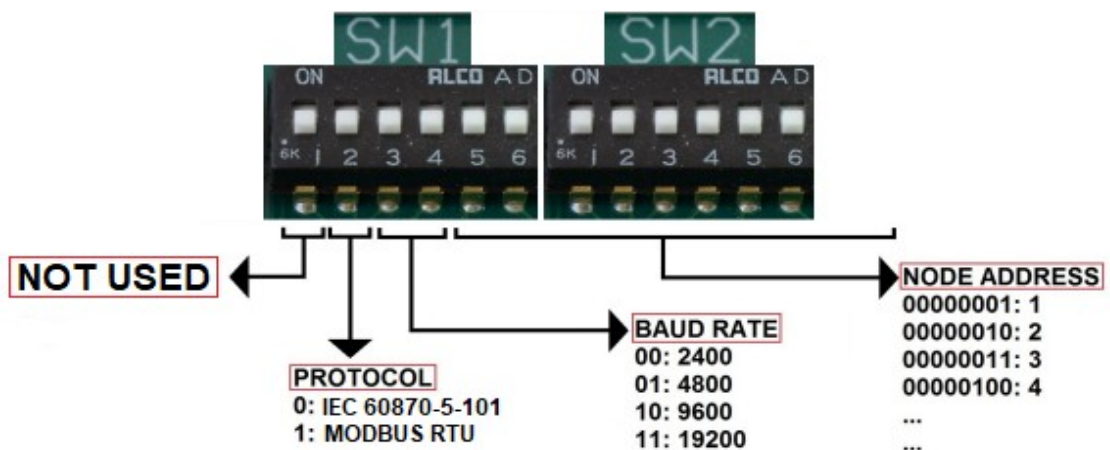 SW1 SW2
ON ALCO A D ON ALCO A D
6K 1 2 3 4 5 6 6K 1 2 3 4 5 6
NOT USED
PROTOCOL
0: IEC 60870-5-101
1: MODBUS RTU
BAUD RATE
00: 2400
01: 4800
10: 9600
11: 19200
NODE ADDRESS
00000001: 1
00000010: 2
00000011: 3
00000100: 4
...
...